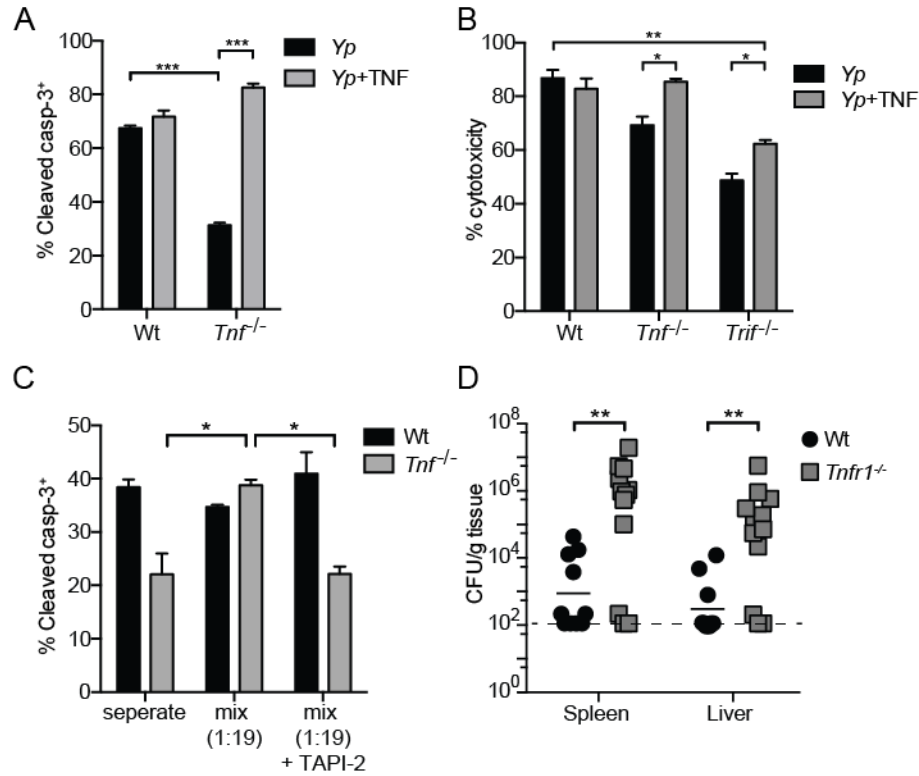 A
% Cleaved casp-3⁺
100
80
60
40
20
0
***
***
Yp
Yp+TNF
Wt
Tnf⁻/⁻
B
% cytotoxicity
100
80
60
40
20
0
**
*
*
Yp
Yp+TNF
Wt
Tnf⁻/⁻
Trif⁻/⁻
C
% Cleaved casp-3⁺
50
40
30
20
10
0
*
*
Wt
Tnf⁻/⁻
seperate
mix
(1:19)
mix
(1:19)
+ TAPI-2
D
CFU/g tissue
10⁸
10⁶
10⁴
10²
10⁰
**
**
Wt
Tnfr1⁻/⁻
Spleen
Liver